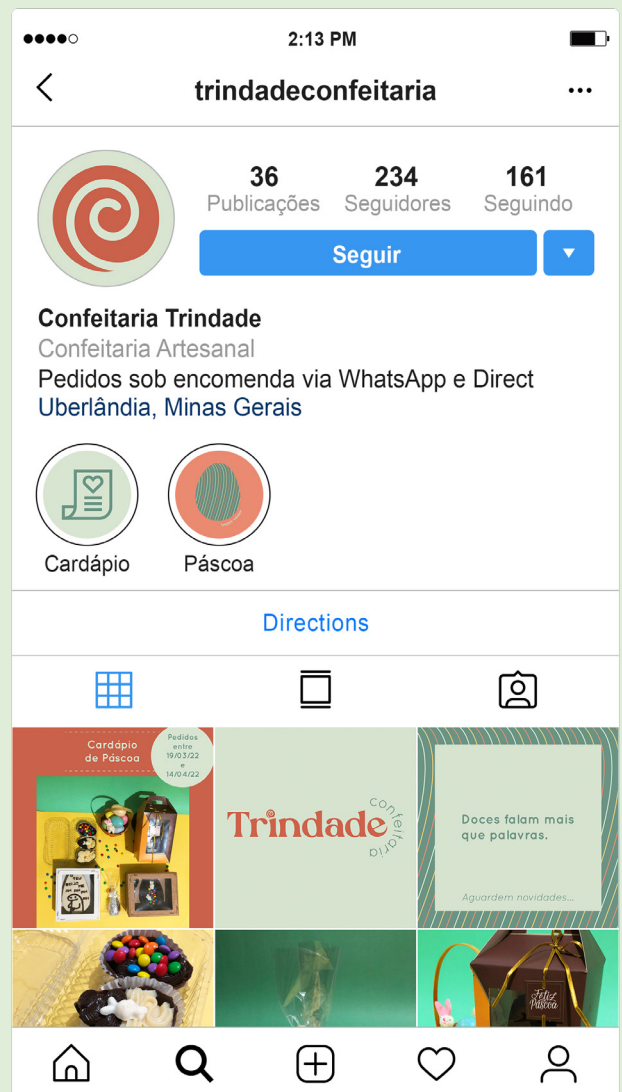 2:13 PM
trindadeconfeitaria
36
Publicações
234
Seguidores
161
Seguindo
Seguir
Confeitaria Trindade
Confeitaria Artesanal
Pedidos sob encomenda via WhatsApp e Direct
Uberlândia, Minas Gerais
Cardápio
Páscoa
Directions
Cardápio
de Páscoa
Pedidos
entre
19/03/22
e
14/04/22
Trindade
confeitaria
Doces falam mais
que palavras.
Aguardem novidades...
Feliz
Páscoa